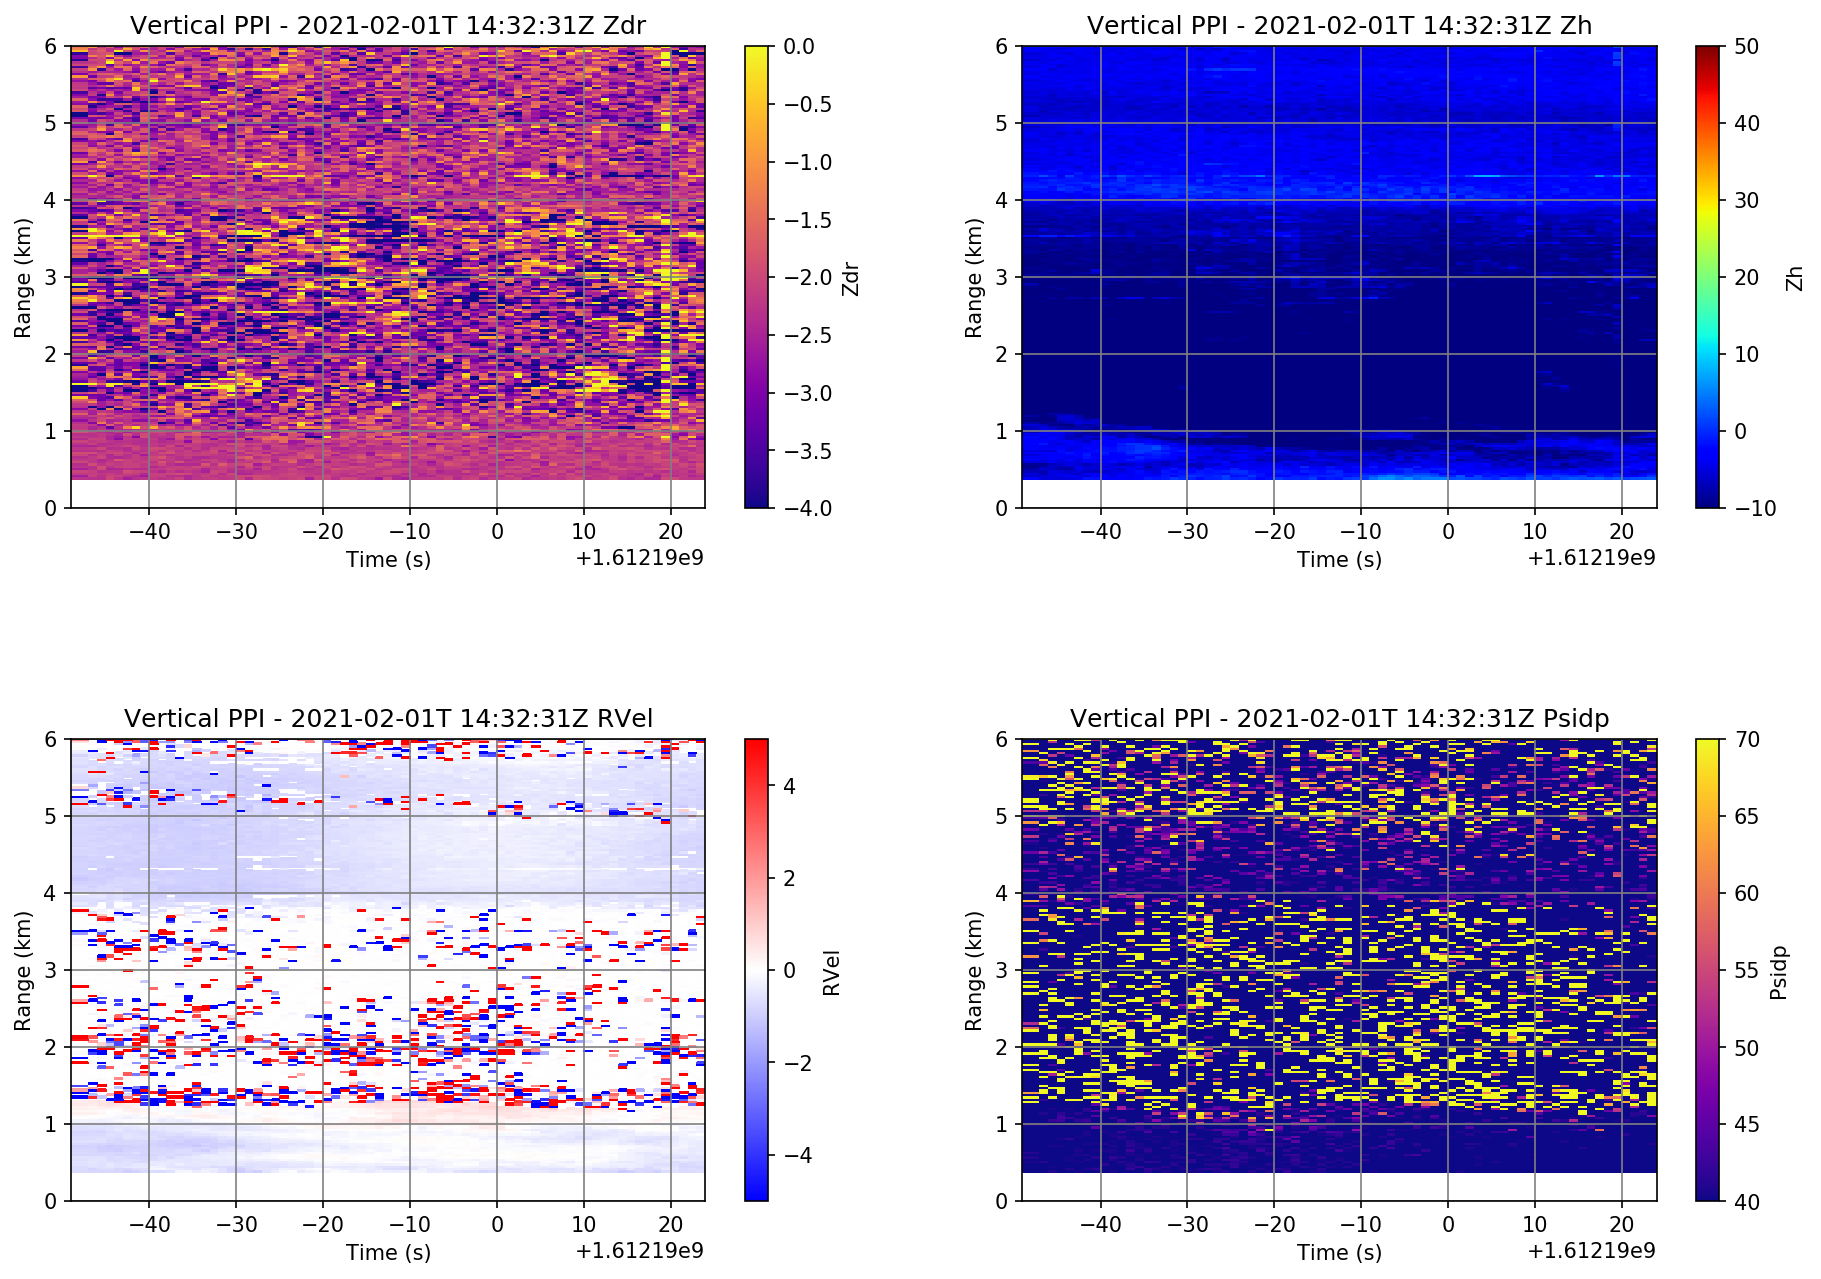 Vertical PPI - 2021-02-01T 14:32:31Z Zdr
6
5
4
3
2
1
0
Range (km)
−40 −30 −20 −10 0 10 20
Time (s)
+1.61219e9
0.0
−0.5
−1.0
−1.5
−2.0
−2.5
−3.0
−3.5
−4.0
Zdr
Vertical PPI - 2021-02-01T 14:32:31Z Zh
6
5
4
3
2
1
0
Range (km)
−40 −30 −20 −10 0 10 20
Time (s)
+1.61219e9
50
40
30
20
10
0
−10
Zh
Vertical PPI - 2021-02-01T 14:32:31Z RVel
6
5
4
3
2
1
0
Range (km)
−40 −30 −20 −10 0 10 20
Time (s)
+1.61219e9
4
2
0
−2
−4
RVel
Vertical PPI - 2021-02-01T 14:32:31Z Psidp
6
5
4
3
2
1
0
Range (km)
−40 −30 −20 −10 0 10 20
Time (s)
+1.61219e9
70
65
60
55
50
45
40
Psidp